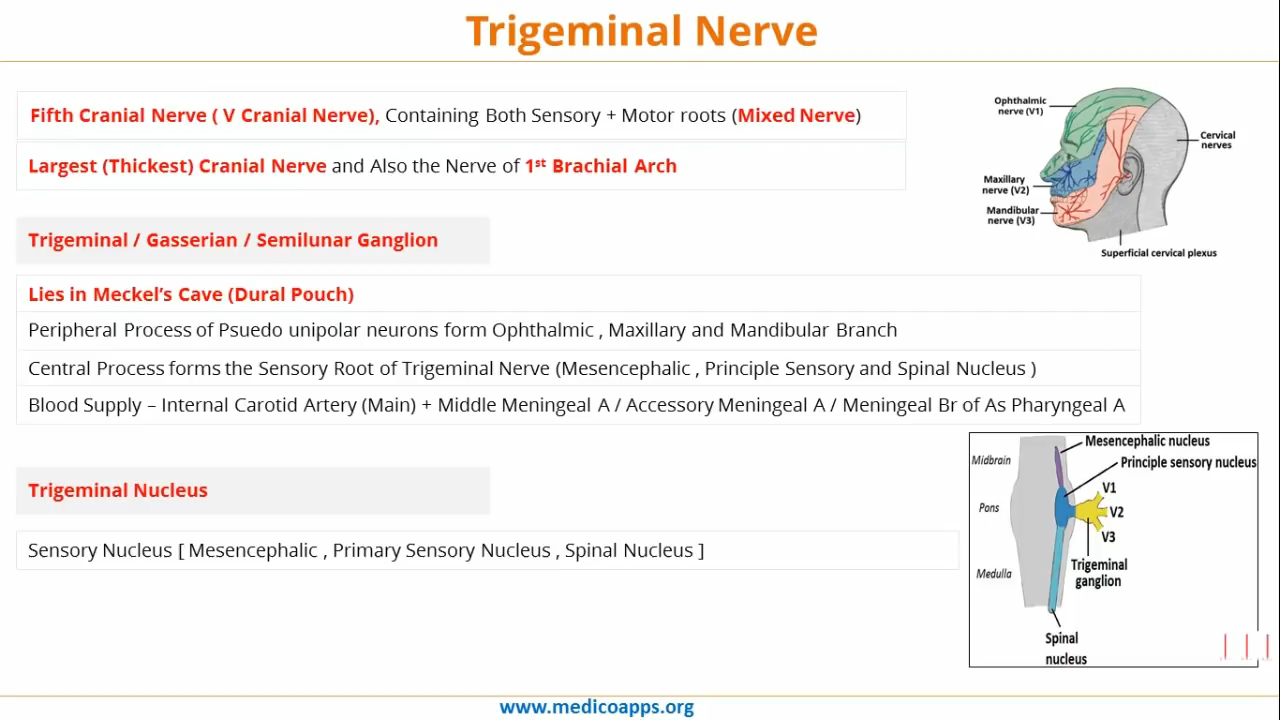 Trigeminal Nerve
Fifth Cranial Nerve ( V Cranial Nerve), Containing Both Sensory + Motor roots (Mixed Nerve)
Largest (Thickest) Cranial Nerve and Also the Nerve of 1st Brachial Arch
Ophthalmic
nerve (V1)
Cervical
nerves
Maxillary
nerve (V2)
Mandibular
nerve (V3)
Superficial cervical plexus
Trigeminal / Gasserian / Semilunar Ganglion
Lies in Meckel's Cave (Dural Pouch)
Peripheral Process of Psuedo unipolar neurons form Ophthalmic , Maxillary and Mandibular Branch
Central Process forms the Sensory Root of Trigeminal Nerve (Mesencephalic , Principle Sensory and Spinal Nucleus )
Blood Supply – Internal Carotid Artery (Main) + Middle Meningeal A / Accessory Meningeal A / Meningeal Br of As Pharyngeal A
Trigeminal Nucleus
Sensory Nucleus [ Mesencephalic , Primary Sensory Nucleus , Spinal Nucleus ]
Mesencephalic nucleus
Midbrain
Principle sensory nucleus
V1
Pons
V2
V3
Trigeminal
ganglion
Medulla
Spinal
nucleus
www.medicoapps.org